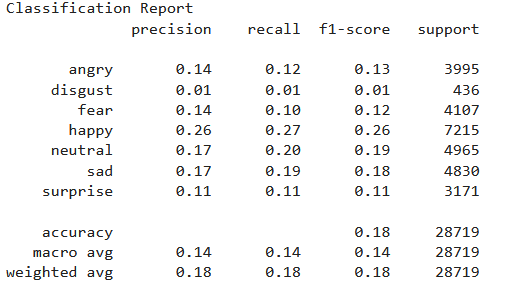 Classification Report
precision recall f1-score support
angry 0.14 0.12 0.13 3995
disgust 0.01 0.01 0.01 436
fear 0.14 0.10 0.12 4107
happy 0.26 0.27 0.26 7215
neutral 0.17 0.20 0.19 4965
sad 0.17 0.19 0.18 4830
surprise 0.11 0.11 0.11 3171
accuracy 0.18 28719
macro avg 0.14 0.14 0.14 28719
weighted avg 0.18 0.18 0.18 28719